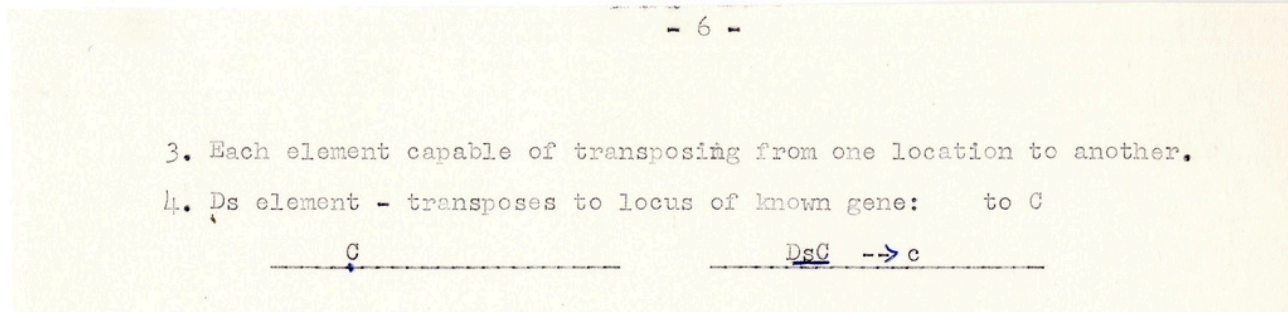 - 6 -
3. Each element capable of transposing from one location to another.
4. Ds element - transposes to locus of known gene: to C
C DsC --> c